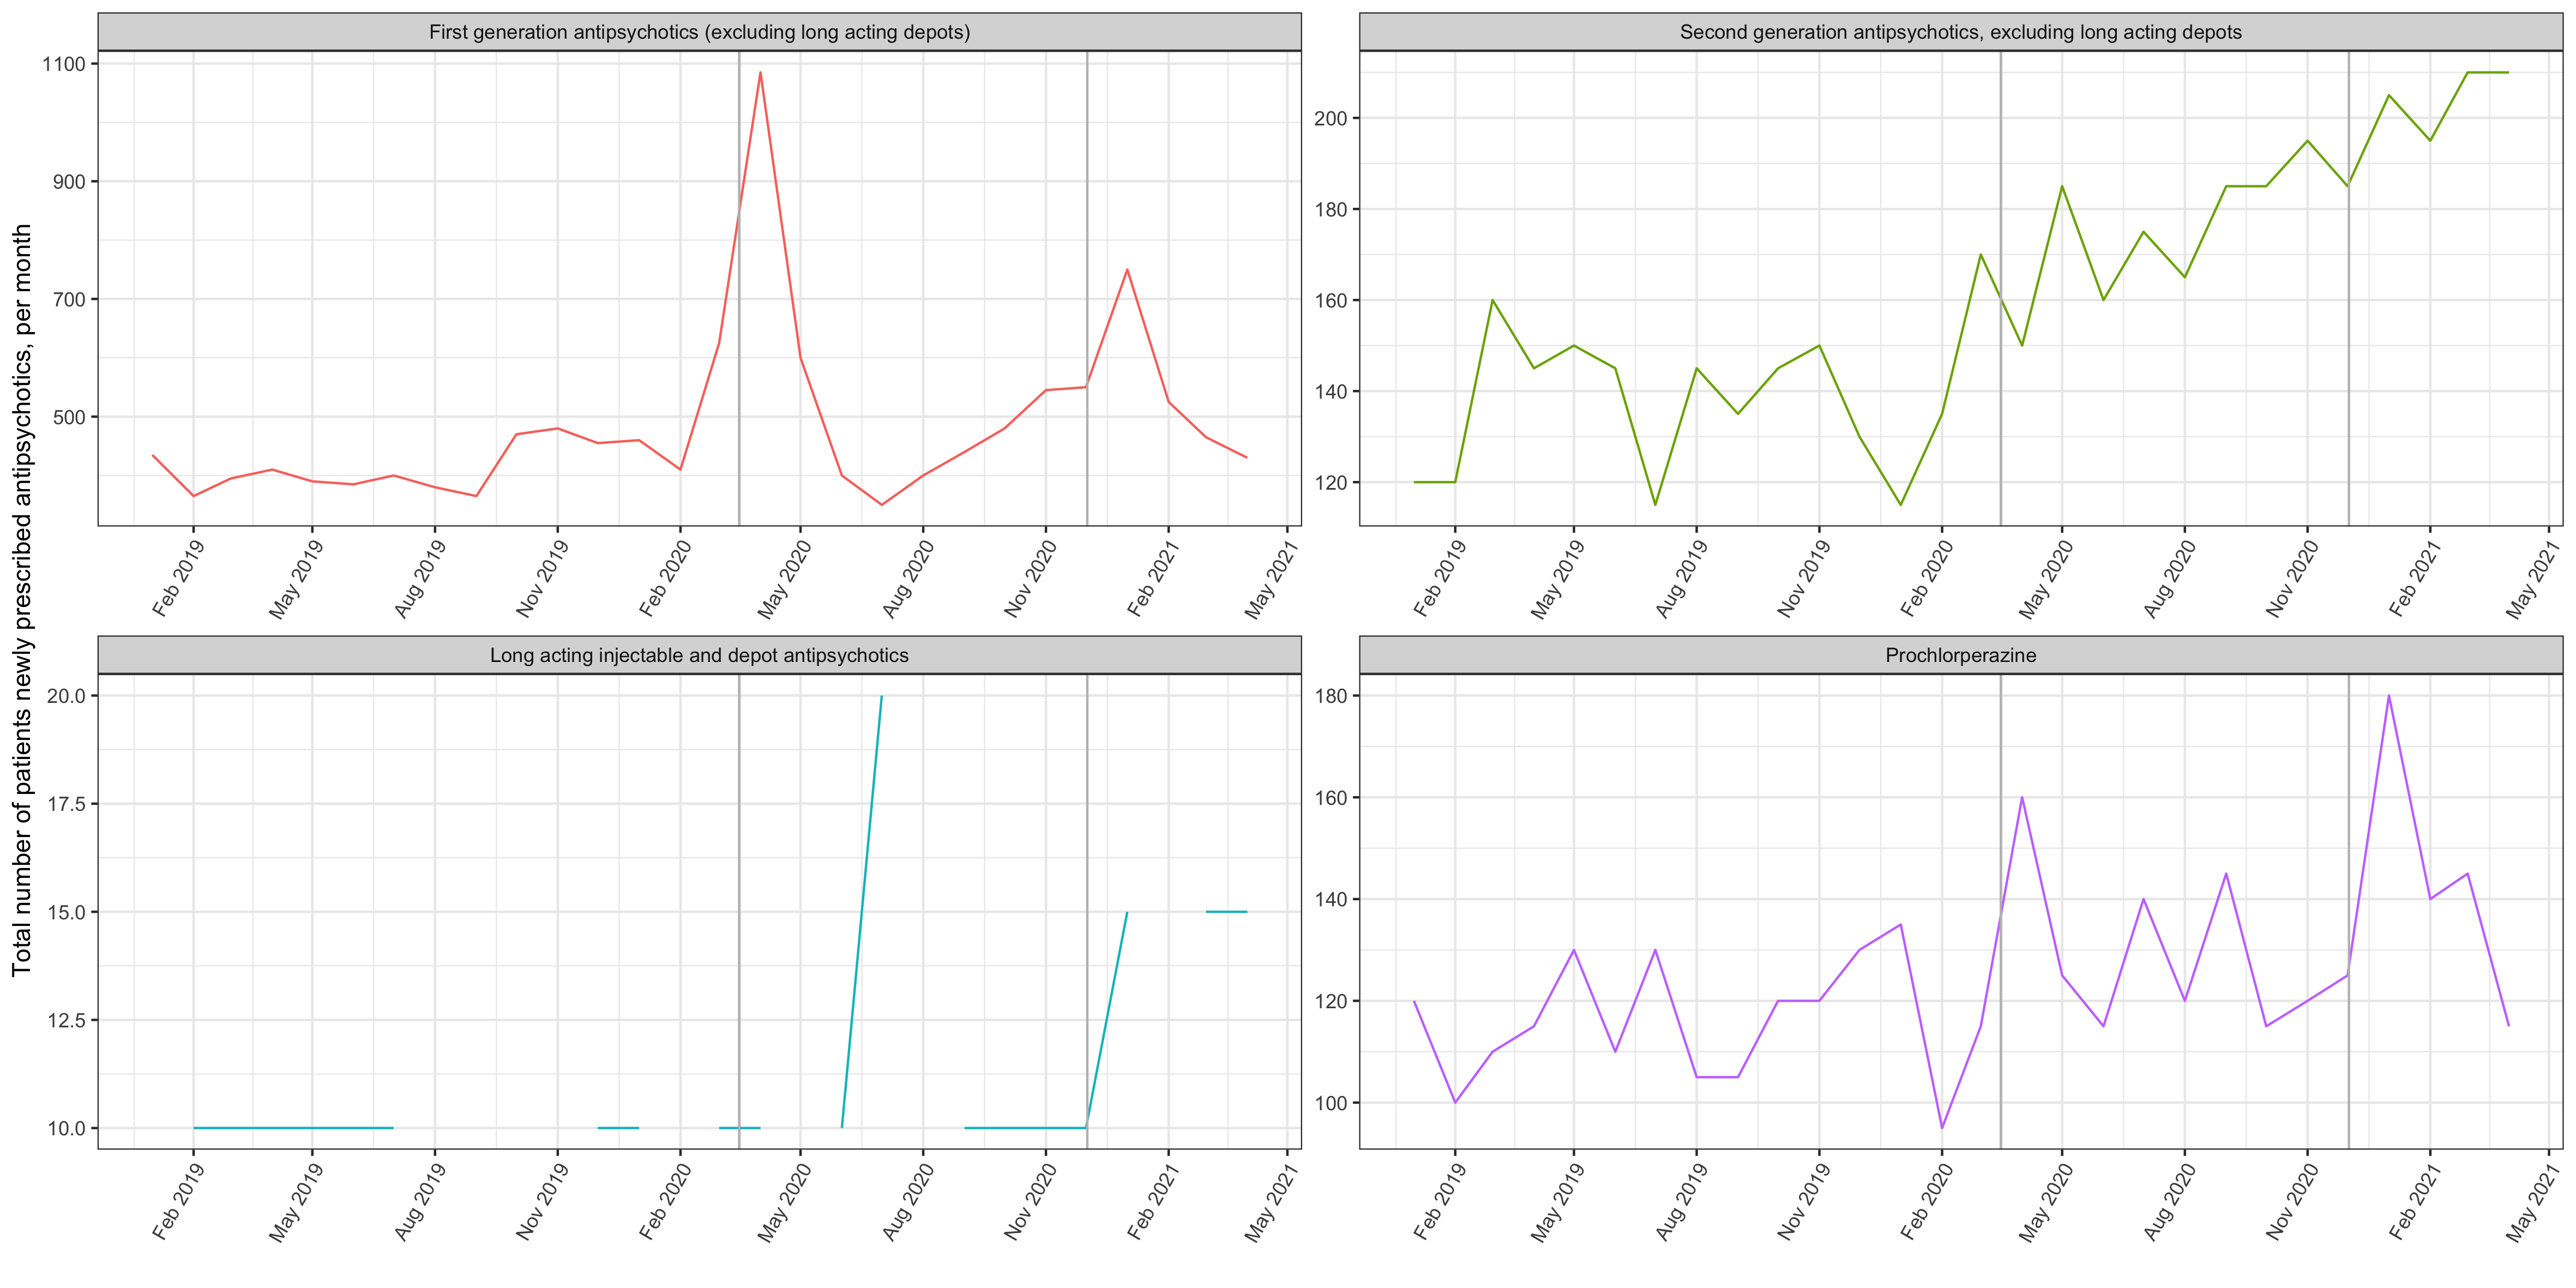 Total number of patients newly prescribed antipsychotics, per month
First generation antipsychotics (excluding long acting depots)
1100
900
700
500
Feb 2019
May 2019
Aug 2019
Nov 2019
Feb 2020
May 2020
Aug 2020
Nov 2020
Feb 2021
May 2021
Second generation antipsychotics, excluding long acting depots
200
180
160
140
120
Feb 2019
May 2019
Aug 2019
Nov 2019
Feb 2020
May 2020
Aug 2020
Nov 2020
Feb 2021
May 2021
Long acting injectable and depot antipsychotics
20.0
17.5
15.0
12.5
10.0
Feb 2019
May 2019
Aug 2019
Nov 2019
Feb 2020
May 2020
Aug 2020
Nov 2020
Feb 2021
May 2021
Prochlorperazine
180
160
140
120
100
Feb 2019
May 2019
Aug 2019
Nov 2019
Feb 2020
May 2020
Aug 2020
Nov 2020
Feb 2021
May 2021